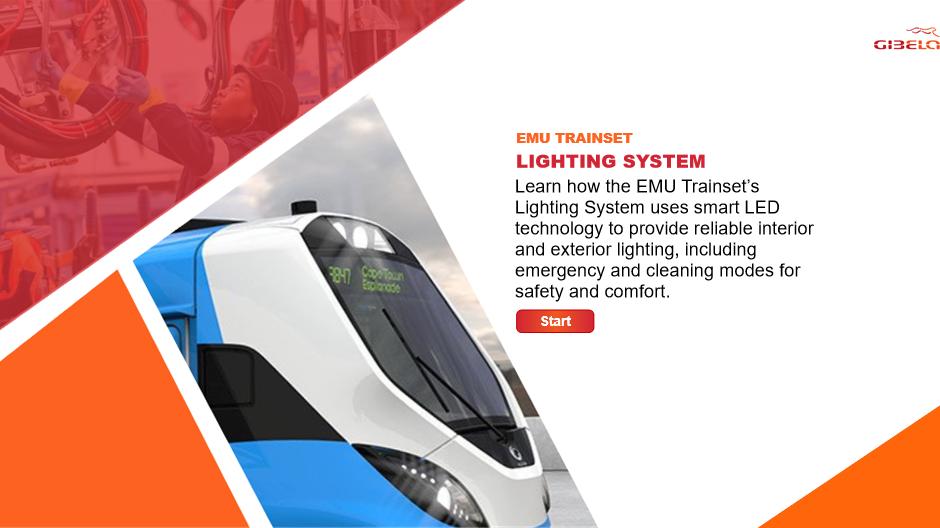 GIBELA
EMU TRAINSET
LIGHTING SYSTEM
Learn how the EMU Trainset’s
Lighting System uses smart LED
technology to provide reliable interior
and exterior lighting, including
emergency and cleaning modes for
safety and comfort.
Start
9847 Cape Town
Esplanade